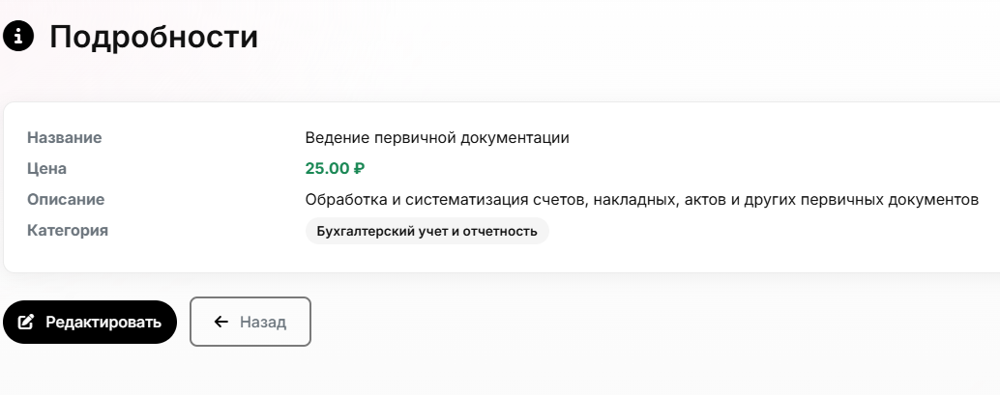 Подробности
Название Ведение первичной документации
Цена 25.00 ₽
Описание Обработка и систематизация счетов, накладных, актов и других первичных документов
Категория Бухгалтерский учет и отчетность
Редактировать Назад